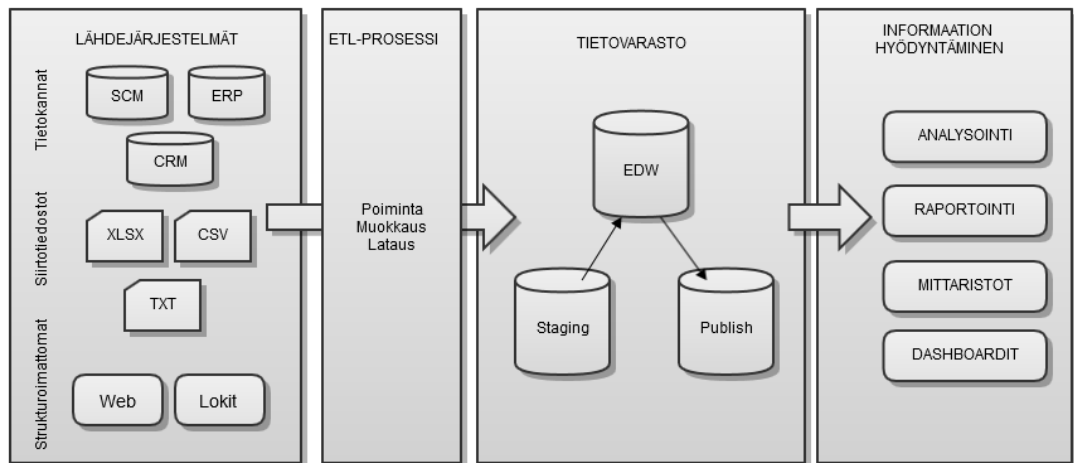 LÄHDEJÄRJESTELMÄT
Tietokannat
SCM
ERP
CRM
Siirtotiedostot
XLSX
CSV
TXT
Strukturoimattomat
Web
Lokit
ETL-PROSESSI
Poiminta
Muokkaus
Lataus
TIETOVARASTO
EDW
Staging
Publish
INFORMAATION
HYÖDYNTÄMINEN
ANALYSOINTI
RAPORTOINTI
MITTARISTOT
DASHBOARDIT